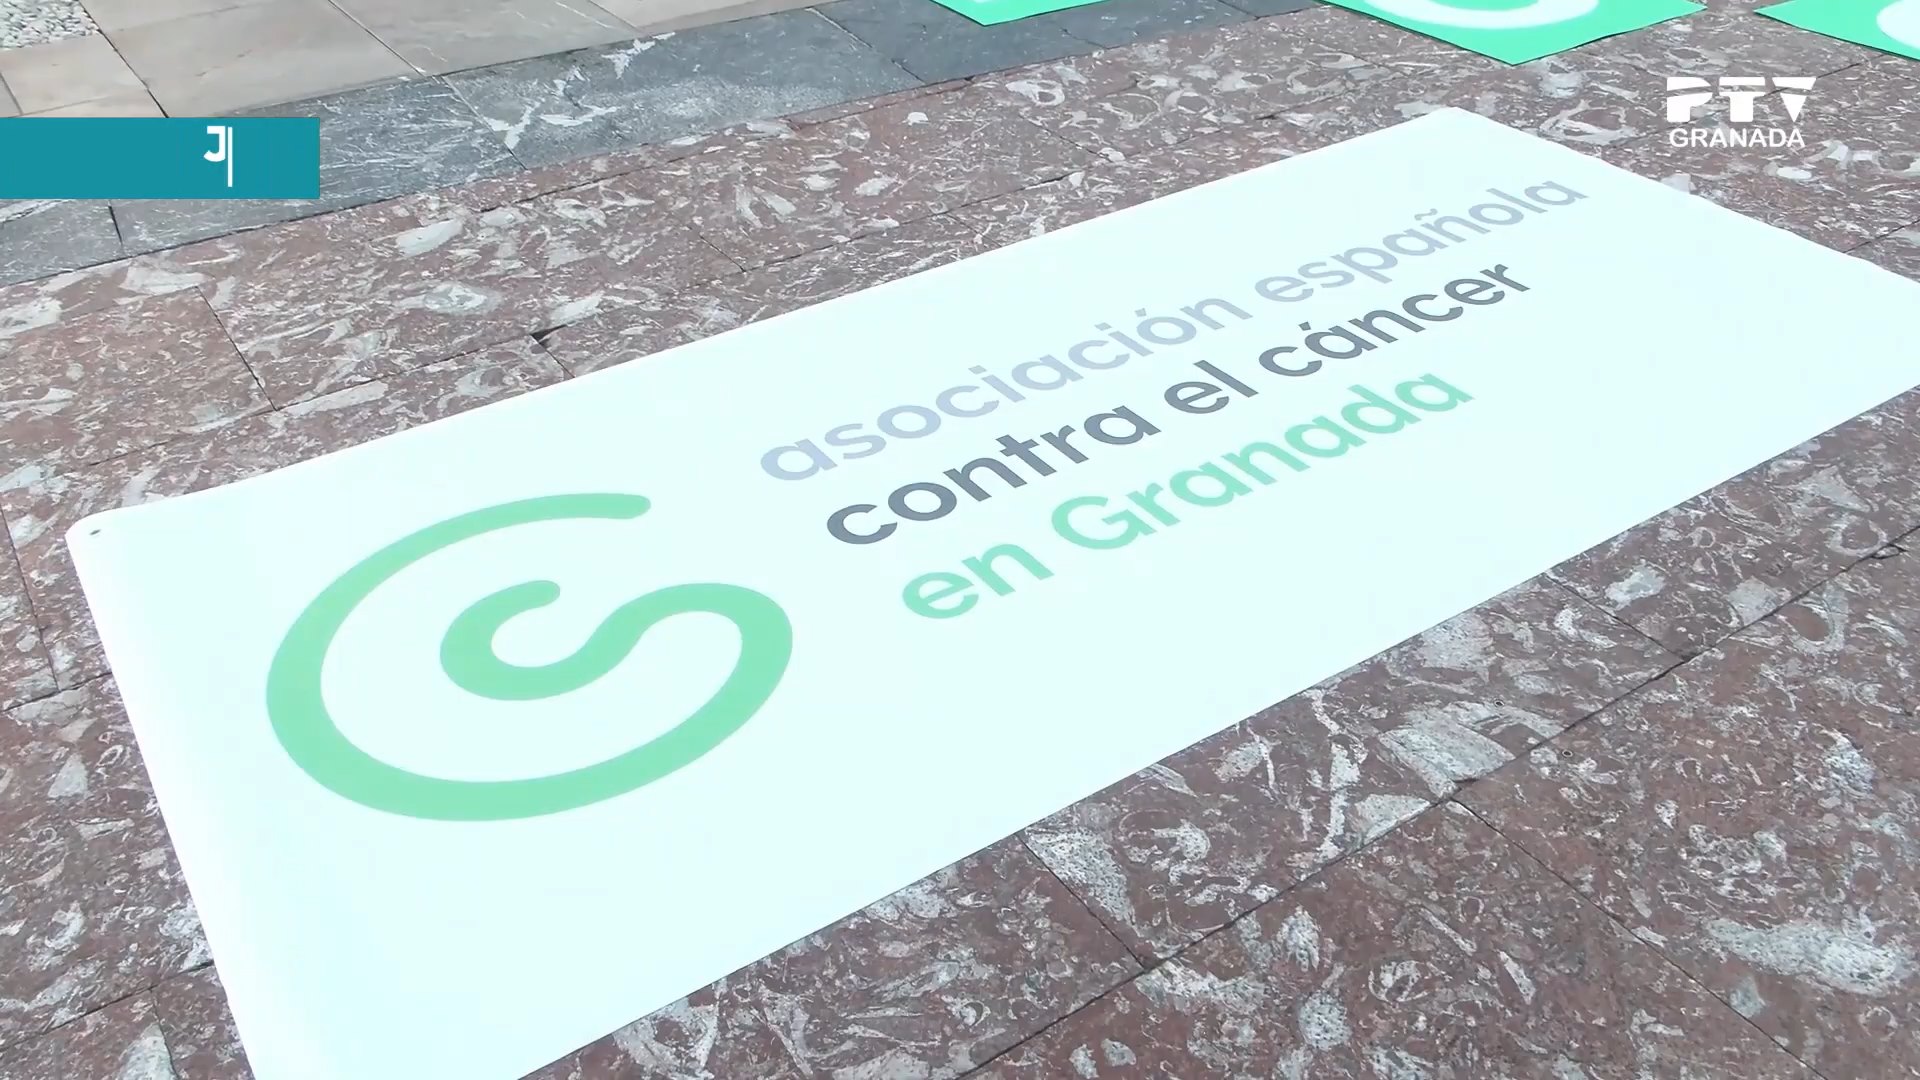 PTV
GRANADA
J
asociación española
contra el cáncer
en Granada